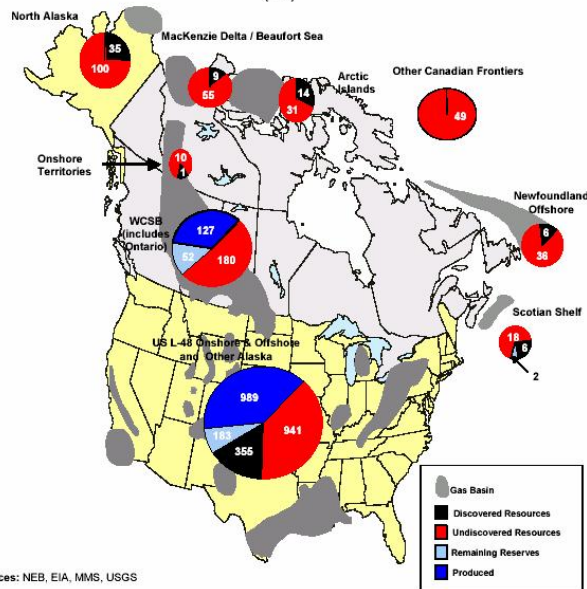 North Alaska
35
100
MacKenzie Delta / Beaufort Sea
9
55
Arctic
Islands
14
31
Other Canadian Frontiers
49
Onshore
Territories
10
1
WCSB
(includes
Ontario)
127
52
180
Newfoundland
Offshore
6
36
Scotian Shelf
18
6
4
2
US L-48 Onshore & Offshore
and Other Alaska
989
183
941
355
Gas Basin
Discovered Resources
Undiscovered Resources
Remaining Reserves
Produced
ces: NEB, EIA, MMS, USGS